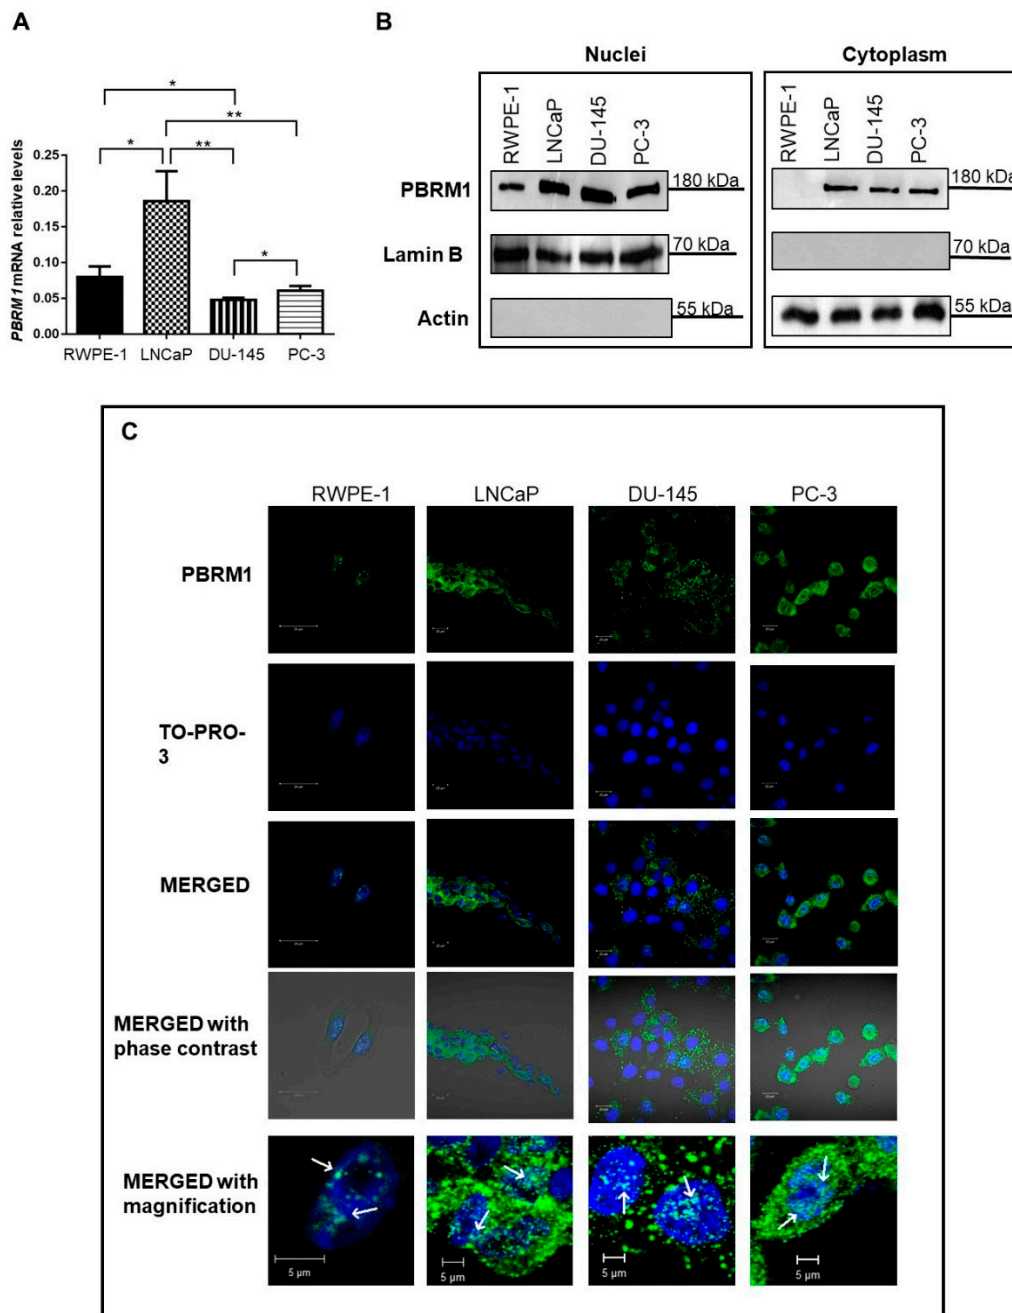 A
*
**
*
**
*
PBRM1 mRNA relative levels
0.25
0.20
0.15
0.10
0.05
0.00
RWPE-1 LNCaP DU-145 PC-3
B
Nuclei
Cytoplasm
RWPE-1 LNCaP DU-145 PC-3
RWPE-1 LNCaP DU-145 PC-3
PBRM1 180 kDa 180 kDa
Lamin B 70 kDa 70 kDa
Actin 55 kDa 55 kDa
C
RWPE-1 LNCaP DU-145 PC-3
PBRM1
TO-PRO-
3
MERGED
MERGED with
phase contrast
MERGED with
magnification
5 µm 5 µm 5 µm 5 µm